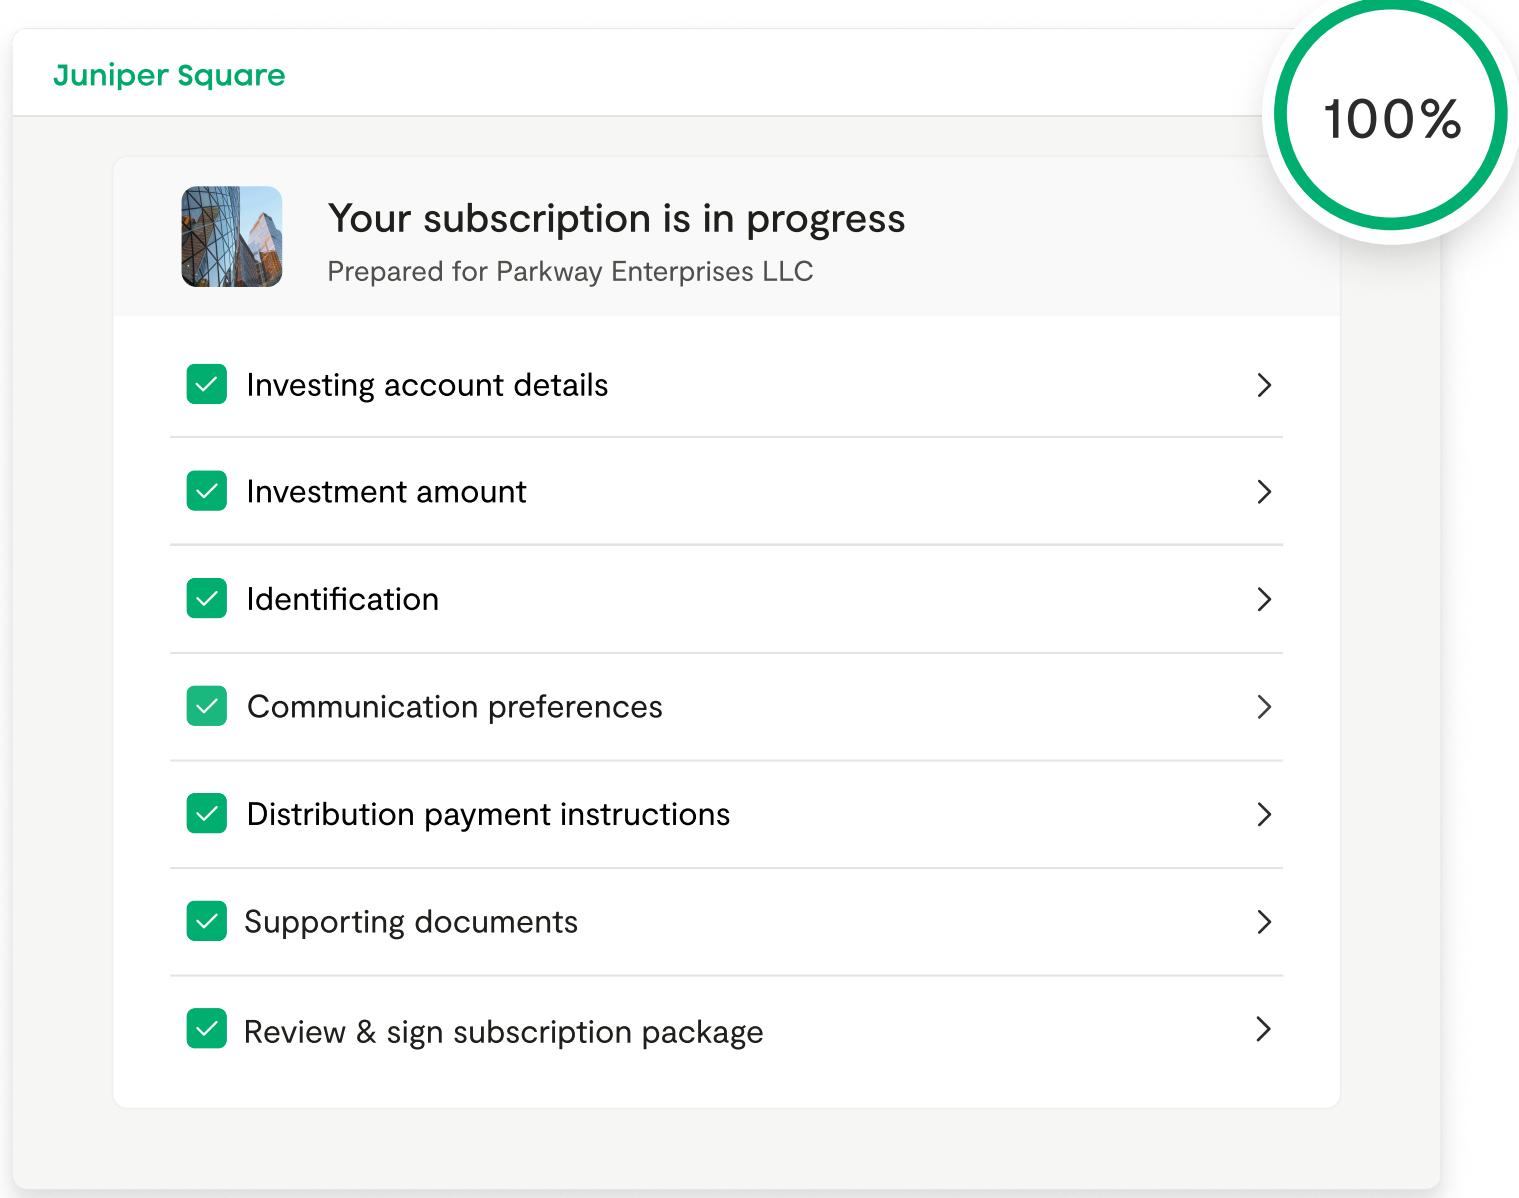 Juniper Square
100%
Your subscription is in progress
Prepared for Parkway Enterprises LLC
Investing account details
Investment amount
Identification
Communication preferences
Distribution payment instructions
Supporting documents
Review & sign subscription package